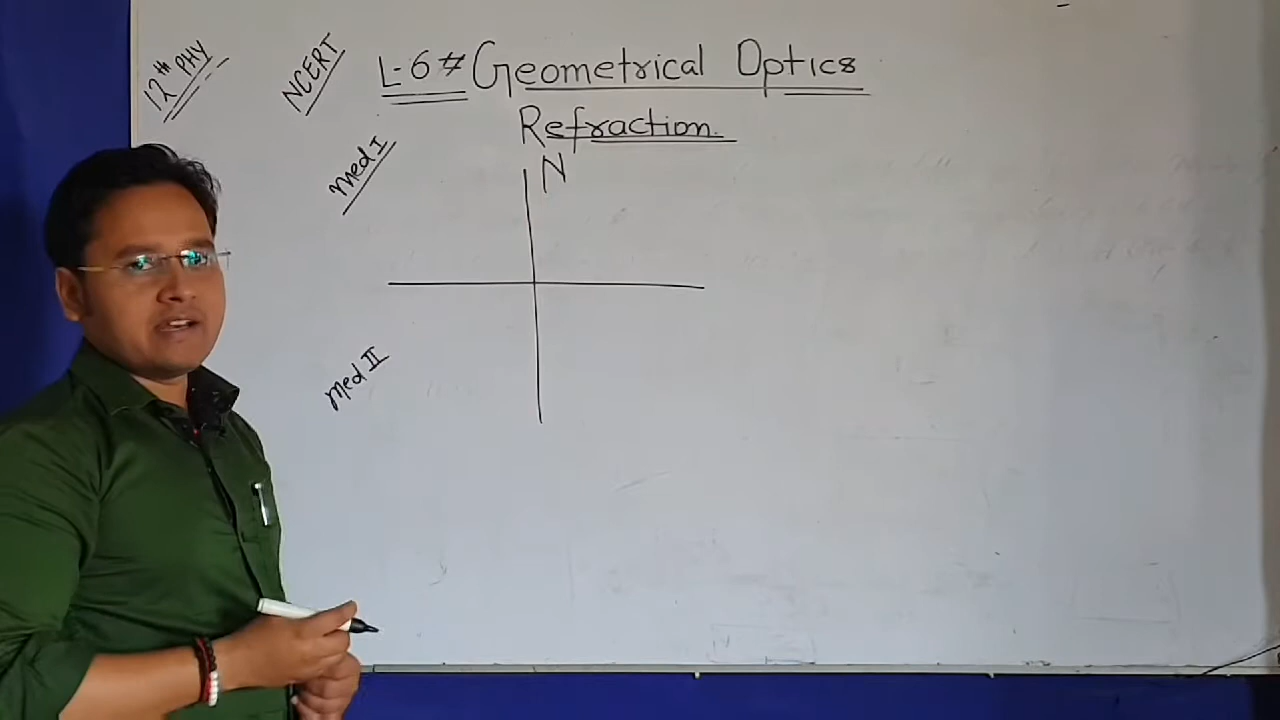 12th PHY
NCERT
L-6 # Geometrical Optics
Refraction.
Med I
N
Med II